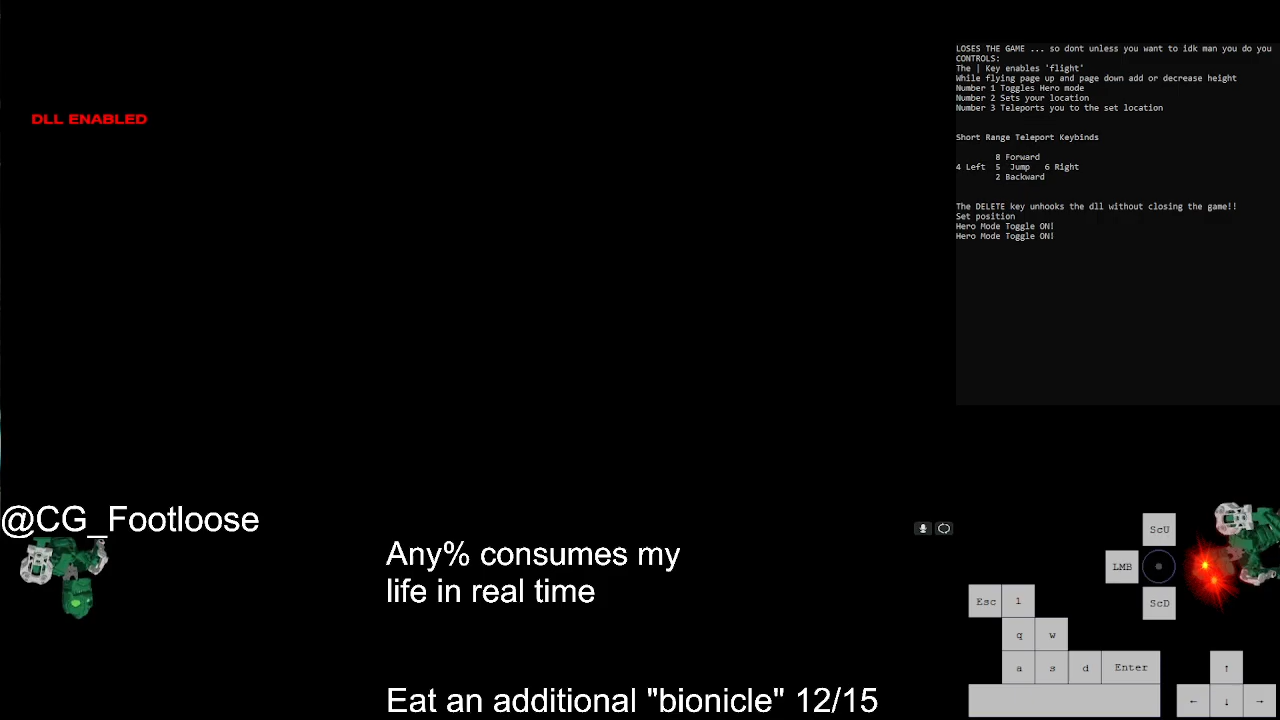 LOSES THE GAME ... so dont unless you want to idk man you do you
CONTROLS:
The | Key enables 'flight'
While flying page up and page down add or decrease height
Number 1 Toggles Hero mode
Number 2 Sets your location
Number 3 Teleports you to the set location
DLL ENABLED
Short Range Teleport Keybinds
8 Forward
4 Left 5 Jump 6 Right
2 Backward
The DELETE key unhooks the dll without closing the game!!
Set position
Hero Mode Toggle ON!
Hero Mode Toggle ON!
@CG_Footloose
Any% consumes my
life in real time
Eat an additional "bionicle" 12/15
ScU
LMB
ScD
Esc 1
q w
a s d Enter
↑
← ↓ →